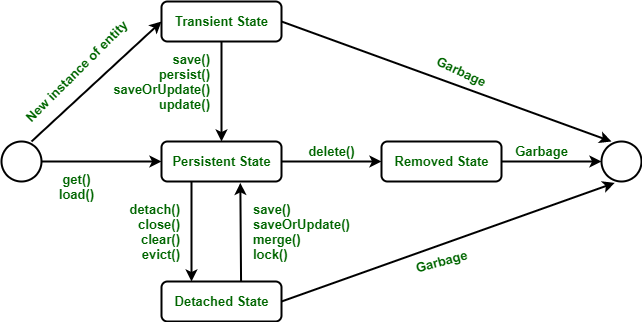 Transient State
New instance of entity
save()
persist()
saveOrUpdate()
update()
Garbage
Persistent State
delete()
Removed State
Garbage
get()
load()
detach()
close()
clear()
evict()
save()
saveOrUpdate()
merge()
lock()
Garbage
Detached State